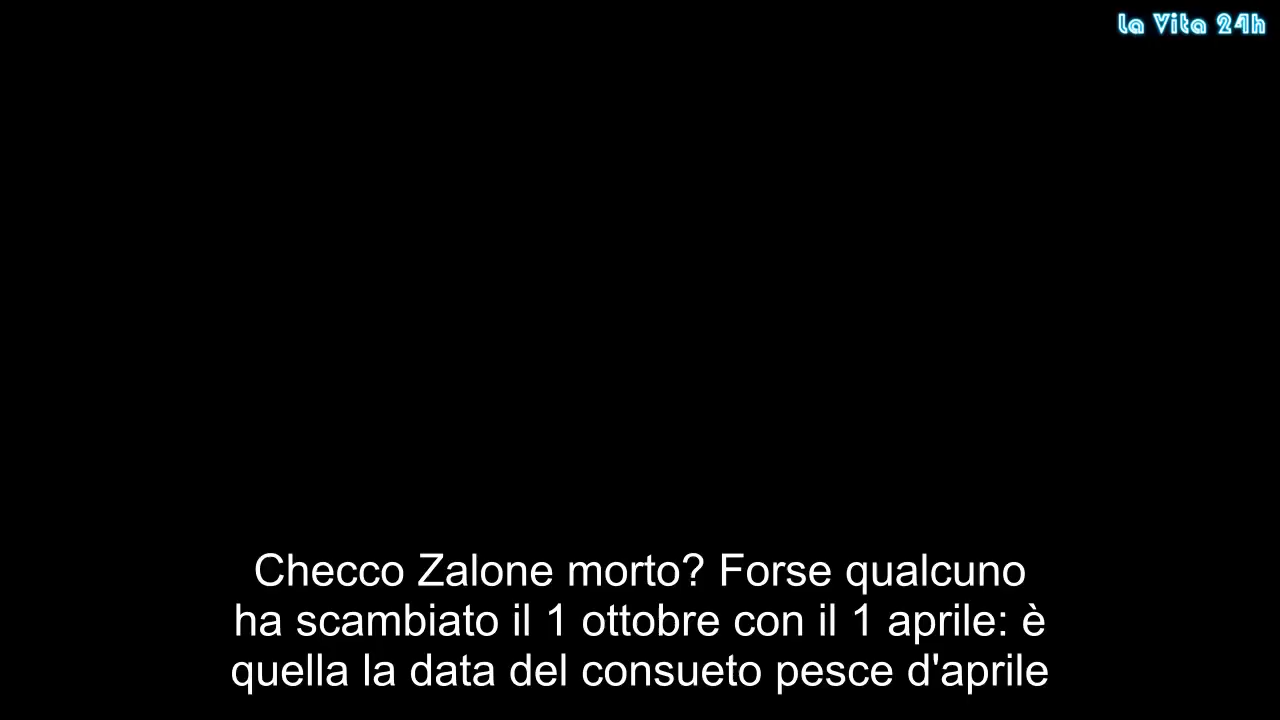 La Vita 24h
Checco Zalone morto? Forse qualcuno
ha scambiato il 1 ottobre con il 1 aprile: è
quella la data del consueto pesce d'aprile